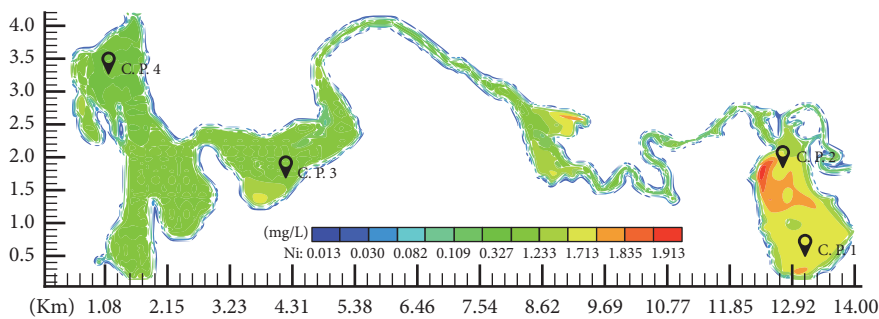 4.0
3.5
C. P. 4
3.0
2.5
2.0
C. P. 2
C. P. 3
1.5
1.0
(mg/L)
C. P. 1
0.5
Ni: 0.013 0.030 0.082 0.109 0.327 1.233 1.713 1.835 1.913
(Km) 1.08 2.15 3.23 4.31 5.38 6.46 7.54 8.62 9.69 10.77 11.85 12.92 14.00